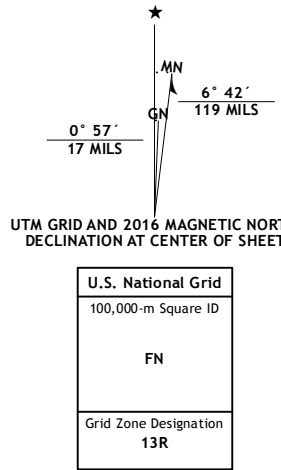 MN
GN
6° 42´
119 MILS
0° 57´
17 MILS
UTM GRID AND 2016 MAGNETIC NORT
DECLINATION AT CENTER OF SHEET
U.S. National Grid
100,000-m Square ID
FN
Grid Zone Designation
13R